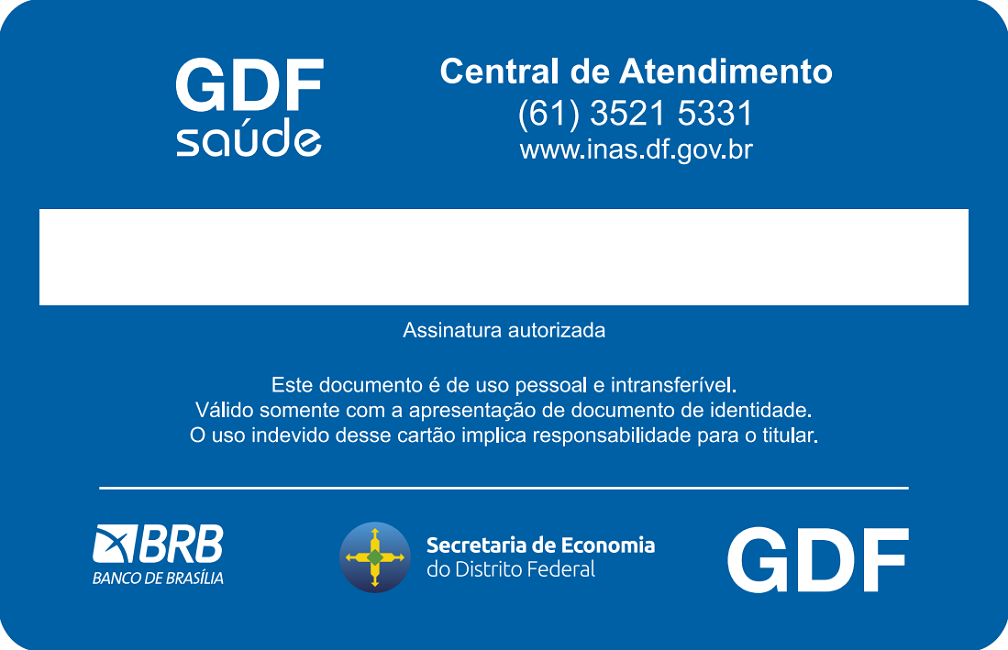 GDF
saúde
Central de Atendimento
(61) 3521 5331
www.inas.df.gov.br
Assinatura autorizada
Este documento é de uso pessoal e intransferível.
Válido somente com a apresentação de documento de identidade.
O uso indevido desse cartão implica responsabilidade para o titular.
BRB
BANCO DE BRASÍLIA
Secretaria de Economia
do Distrito Federal
GDF